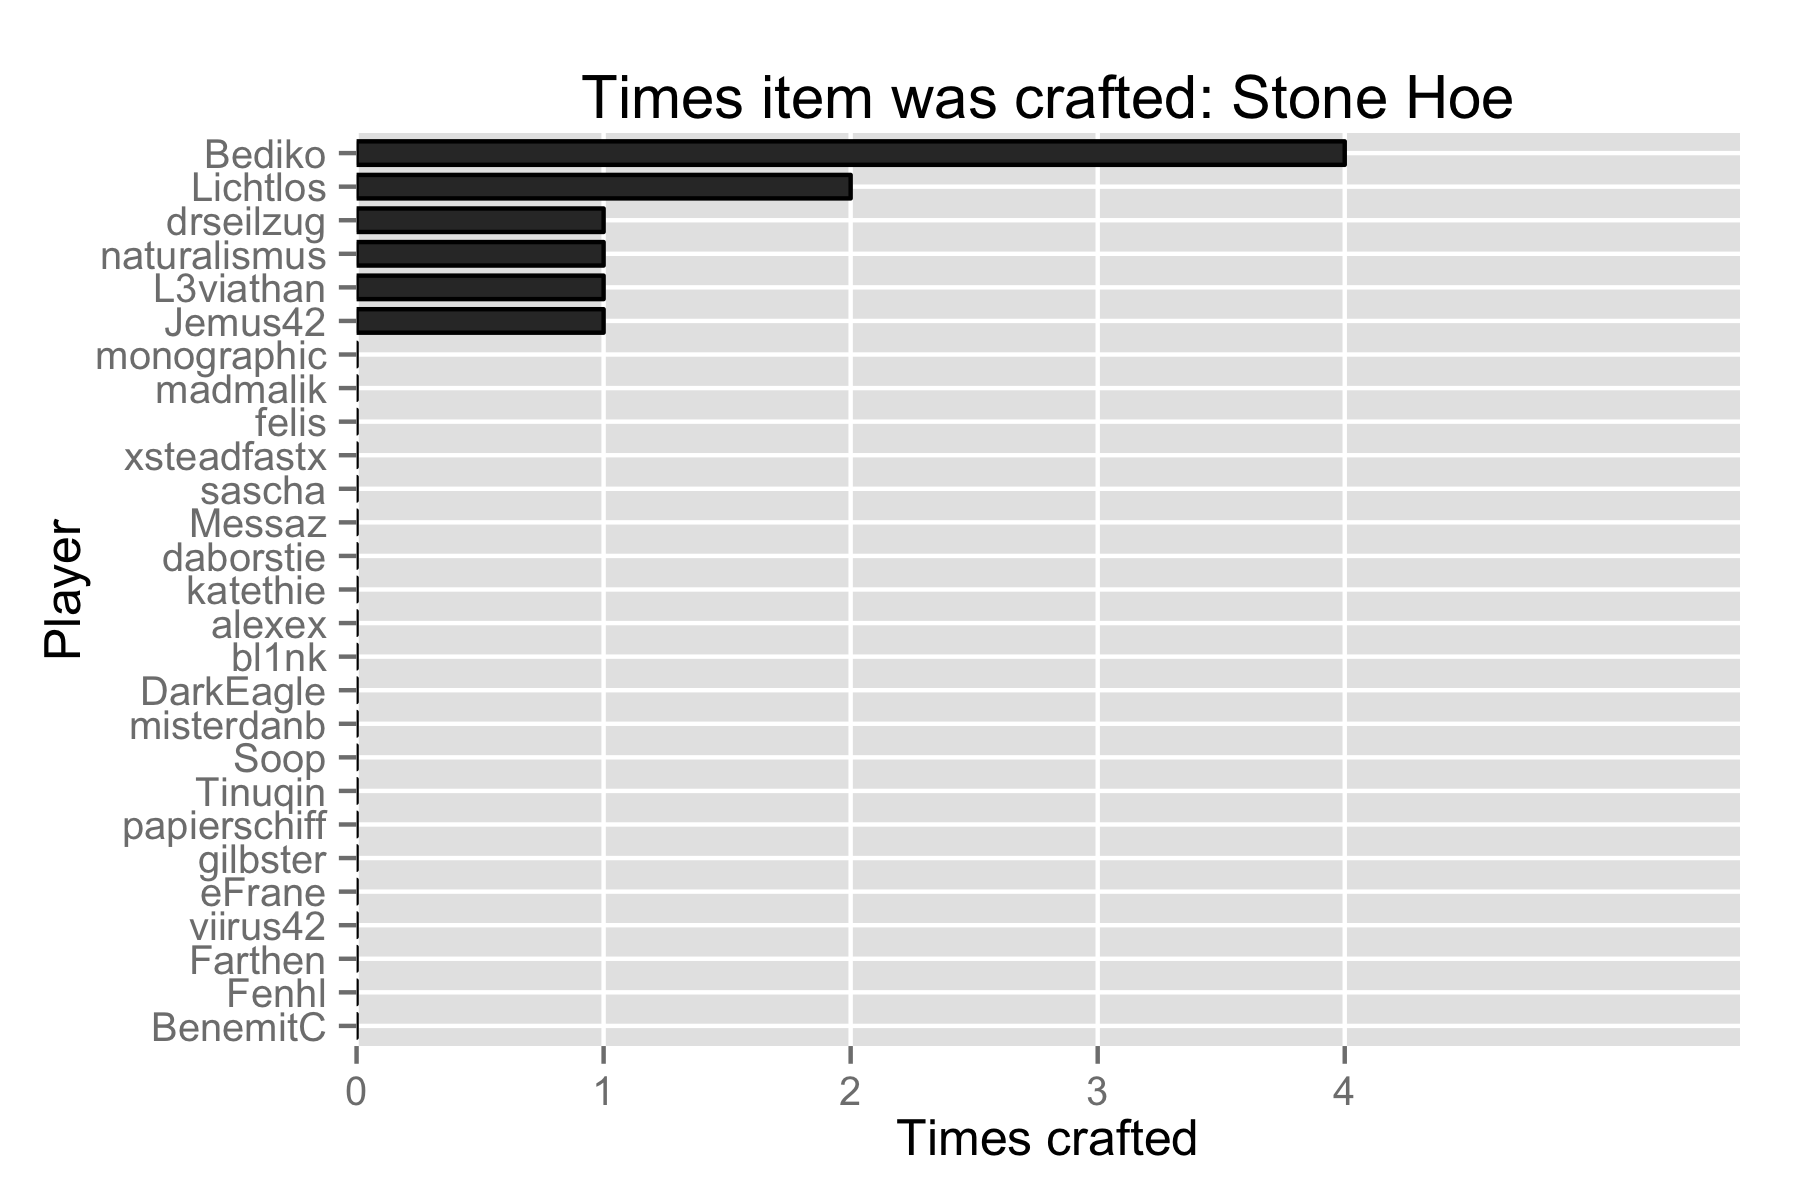 Times item was crafted: Stone Hoe
Bediko
Lichtlos
drseilzug
naturalismus
L3viathan
Jemus42
monographic
madmalik
felis
xsteadfastx
sascha
Messaz
daborstie
katethie
alexex
bl1nk
DarkEagle
misterdanb
Soop
Tinuqin
papierschiff
gilbster
eFrane
viirus42
Farthen
Fenhl
BenemitC
Player
0 1 2 3 4
Times crafted